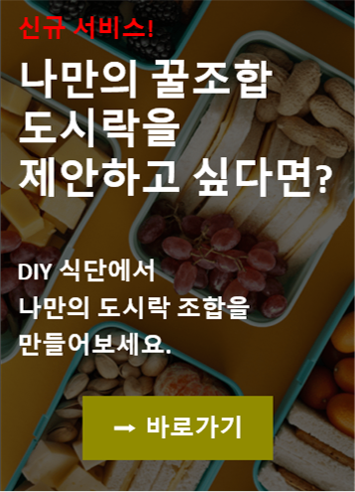 신규 서비스!
나만의 꿀조합
도시락을
제안하고 싶다면?
DIY 식단에서
나만의 도시락 조합을
만들어보세요.
→ 바로가기